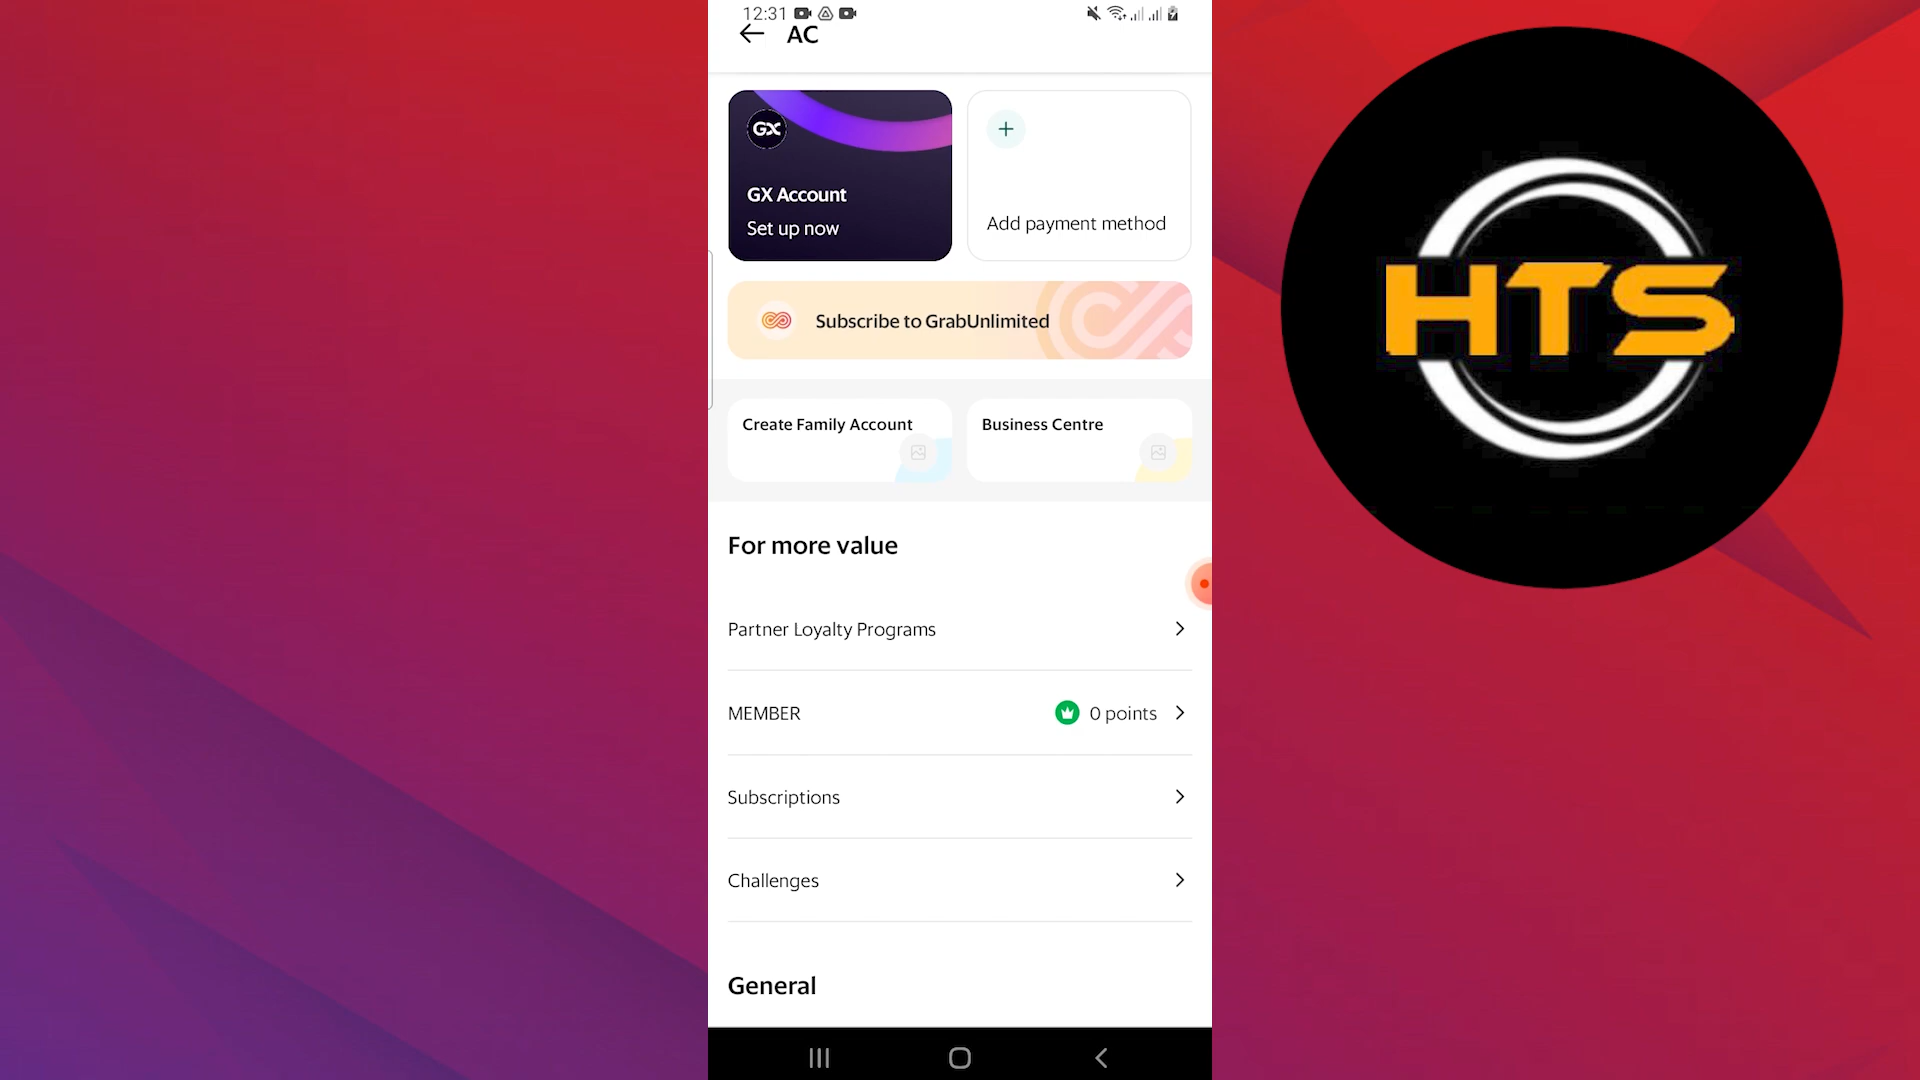 12:31
AC
GX
GX Account
Set up now
Add payment method
Subscribe to GrabUnlimited
Create Family Account
Business Centre
For more value
Partner Loyalty Programs
MEMBER
0 points
Subscriptions
Challenges
General
HTS